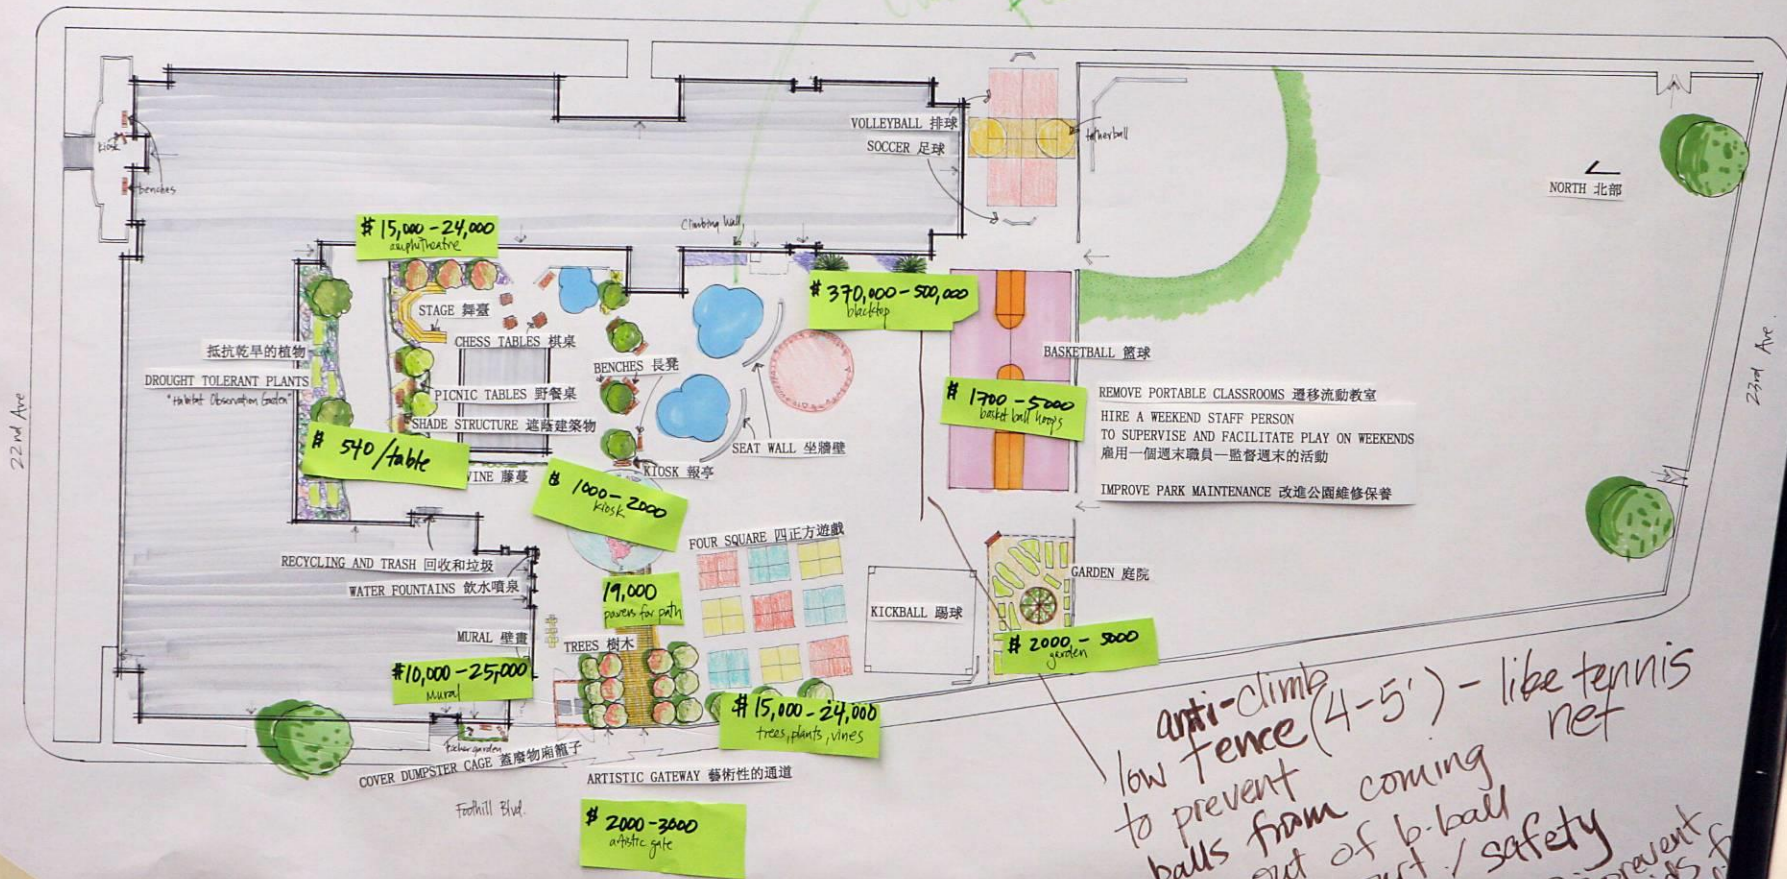 kiosk
benches
VOLLEYBALL 排球
SOCCER 足球
tetherball
NORTH 北部
$ 15,000-24,000
amphitheatre
Climbing Wall
$ 370,000-500,000
blacktop
STAGE 舞臺
CHESS TABLES 棋桌
抵抗乾旱的植物
DROUGHT TOLERANT PLANTS
"Habitat Observation Garden"
BENCHES 長凳
BASKETBALL 籃球
PICNIC TABLES 野餐桌
SHADE STRUCTURE 遮蔭建築物
$ 1700-5000
basket ball hoops
REMOVE PORTABLE CLASSROOMS 遷移流動教室
HIRE A WEEKEND STAFF PERSON
TO SUPERVISE AND FACILITATE PLAY ON WEEKENDS
雇用一個週末職員一監督週末的活動
IMPROVE PARK MAINTENANCE 改進公園維修保養
22nd Ave
23rd Ave.
$ 540/table
SEAT WALL 坐牆壁
VINE 藤蔓
KIOSK 報亭
$ 1000-2000
kiosk
FOUR SQUARE 四正方遊戲
RECYCLING AND TRASH 回收和垃圾
WATER FOUNTAINS 飲水噴泉
19,000
pavers for path
KICKBALL 踢球
GARDEN 庭院
MURAL 壁畫
TREES 樹木
$10,000-25,000
mural
$ 2000-5000
garden
$ 15,000-24,000
trees, plants, vines
kitchen garden
COVER DUMPSTER CAGE 蓋廢物廂籠子
ARTISTIC GATEWAY 藝術性的通道
Foothill Blvd.
$ 2000-3000
artistic gate
anti-climb
low fence (4-5') - like tennis
net
to prevent
balls from coming
out of b-ball
/ safety
prevent